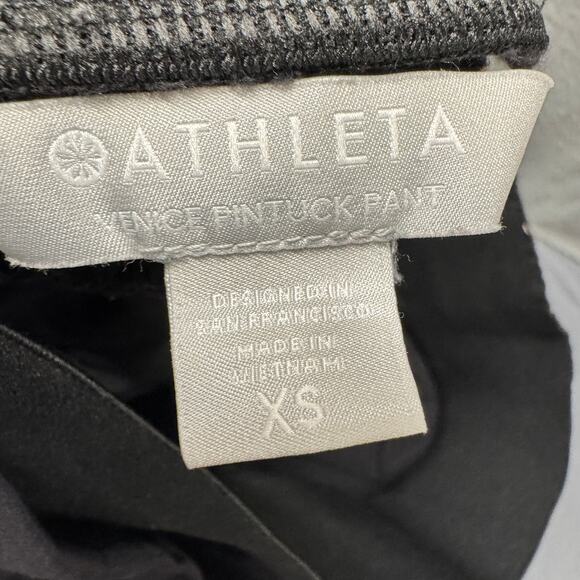 ATHLETA
VENICE PINTUCK PANT
DESIGNED IN
SAN FRANCISCO
MADE IN
VIETNAM
XS